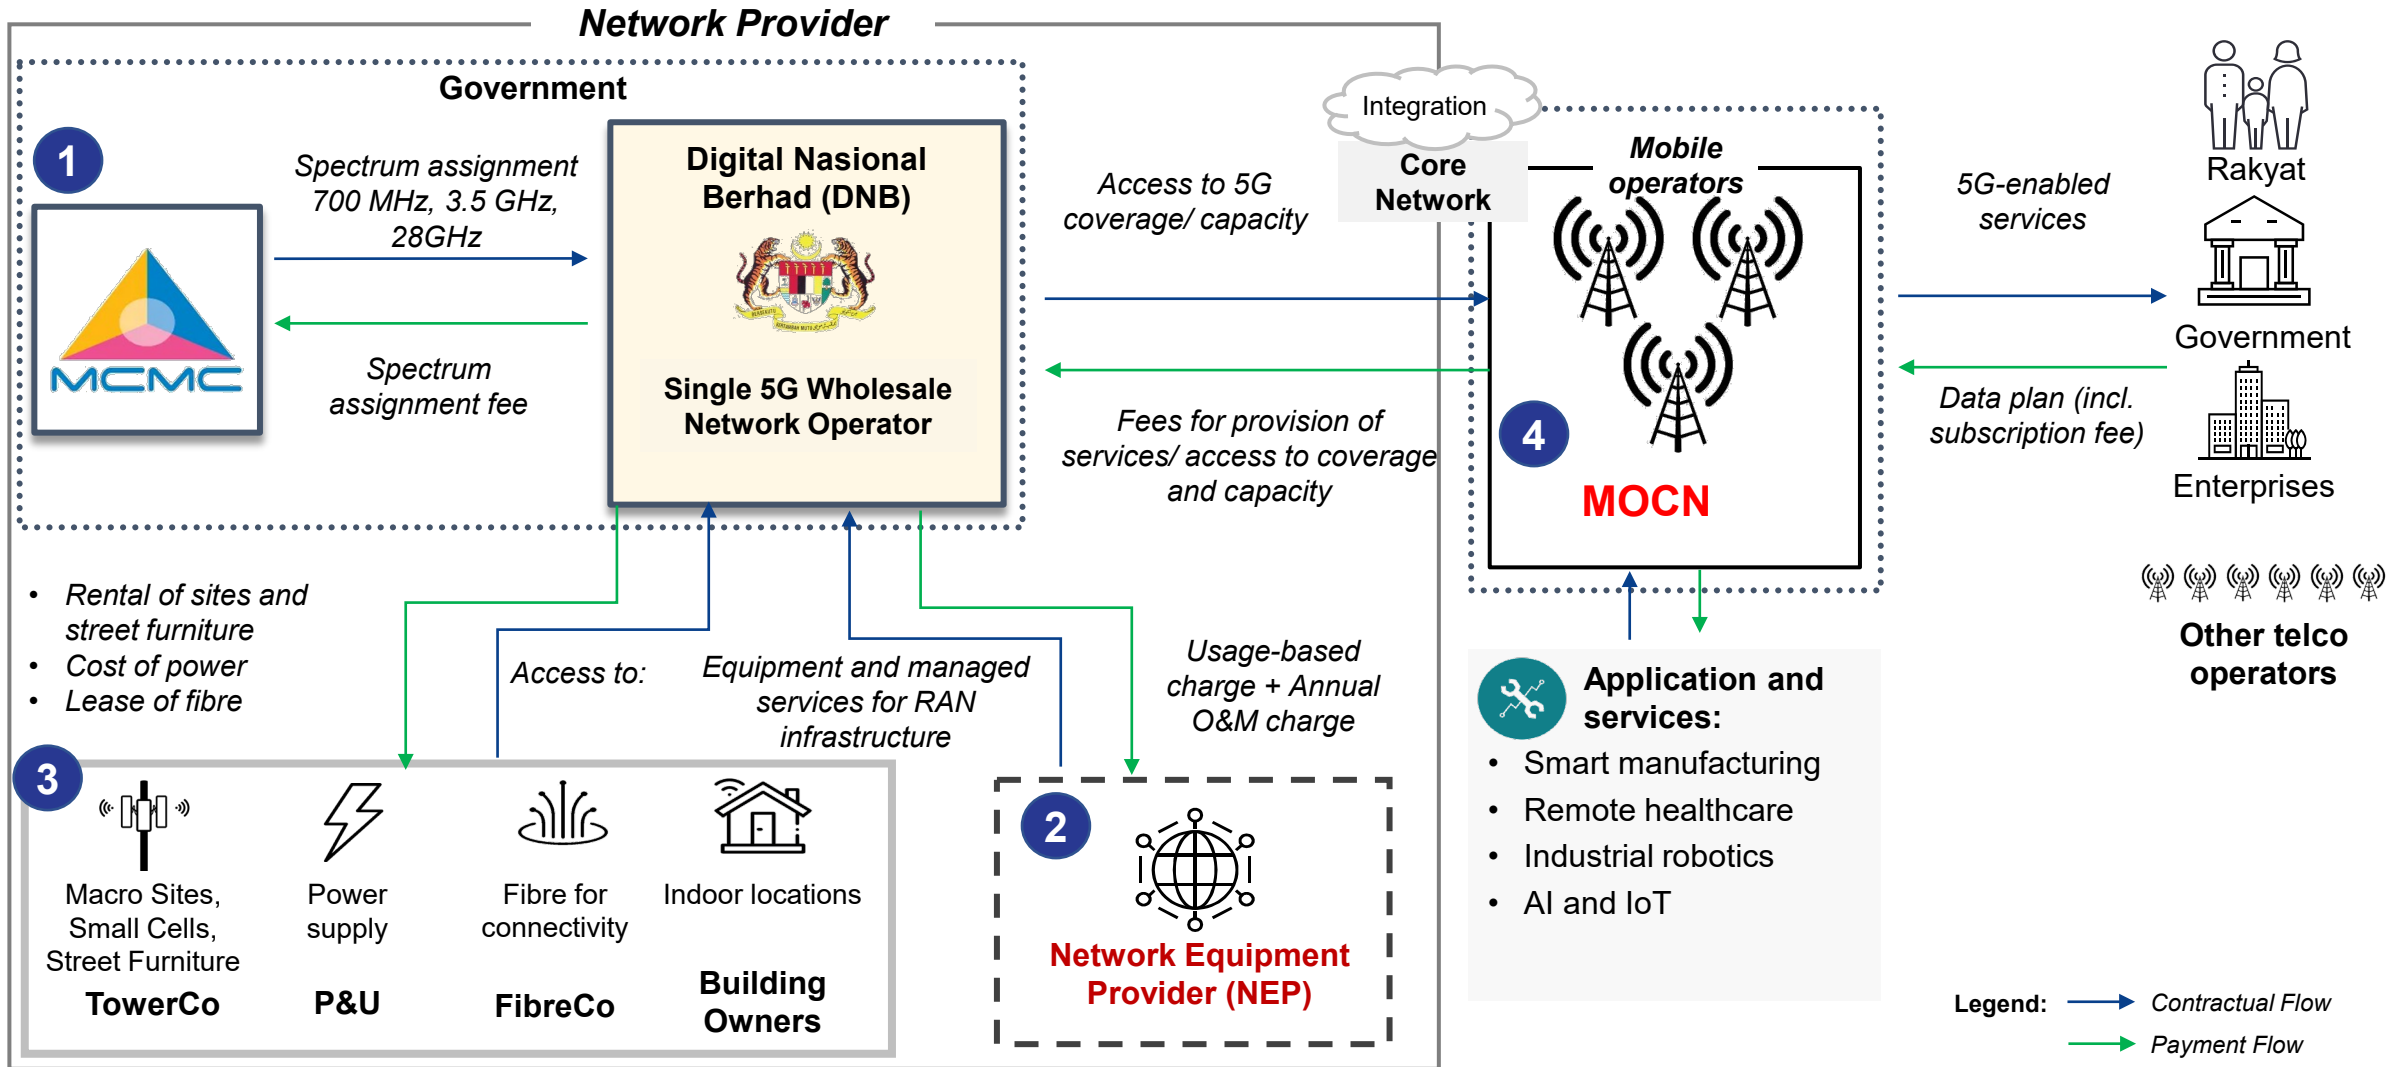 Network Provider
Government
1
Spectrum assignment
700 MHz, 3.5 GHz,
28GHz
MCMC
Spectrum
assignment fee
Digital Nasional
Berhad (DNB)
Single 5G Wholesale
Network Operator
Access to 5G
coverage/ capacity
Fees for provision of
services/ access to coverage
and capacity
Integration
Core
Network
Mobile
operators
4
MOCN
5G-enabled
services
Data plan (incl.
subscription fee)
Rakyat
Government
Enterprises
Other telco
operators
• Rental of sites and
street furniture
• Cost of power
• Lease of fibre
Access to:
Equipment and managed
services for RAN
infrastructure
Usage-based
charge + Annual
O&M charge
3
Macro Sites,
Small Cells,
Street Furniture
TowerCo
Power
supply
P&U
Fibre for
connectivity
FibreCo
Indoor locations
Building
Owners
2
Network Equipment
Provider (NEP)
Application and
services:
• Smart manufacturing
• Remote healthcare
• Industrial robotics
• AI and IoT
Legend:
Contractual Flow
Payment Flow